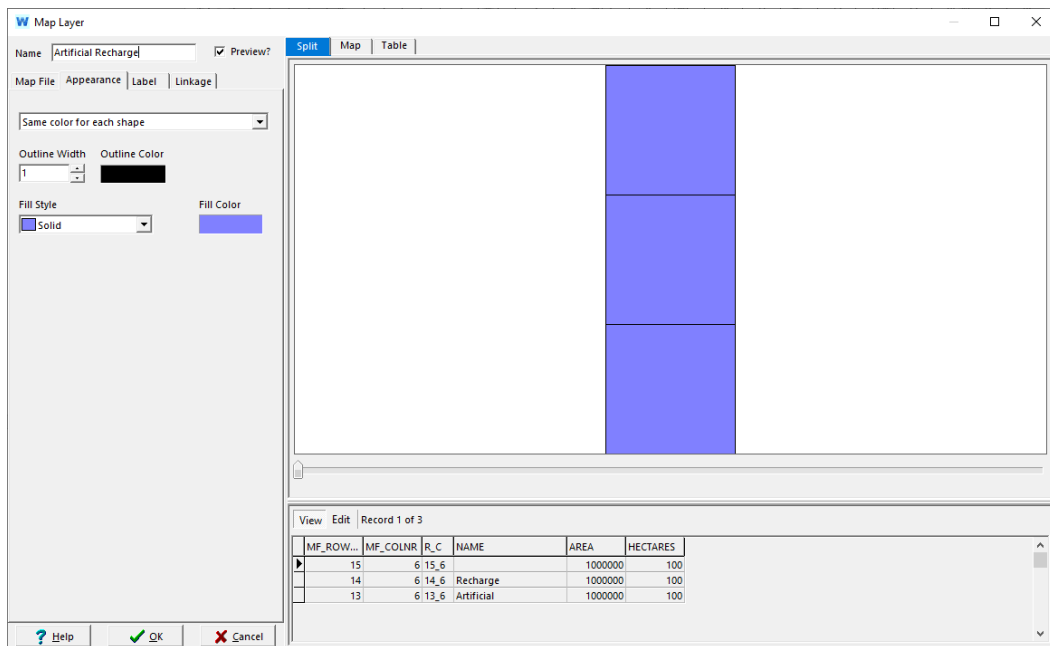 W Map Layer
Name Artificial Recharge Preview?
Map File Appearance Label Linkage
Same color for each shape
Outline Width Outline Color
1
Fill Style Fill Color
Solid
Help OK Cancel
Split Map Table
View Edit Record 1 of 3
MF_ROW... MF_COLNR R_C NAME AREA HECTARES
15 6 15_6 1000000 100
14 6 14_6 Recharge 1000000 100
13 6 13_6 Artificial 1000000 100